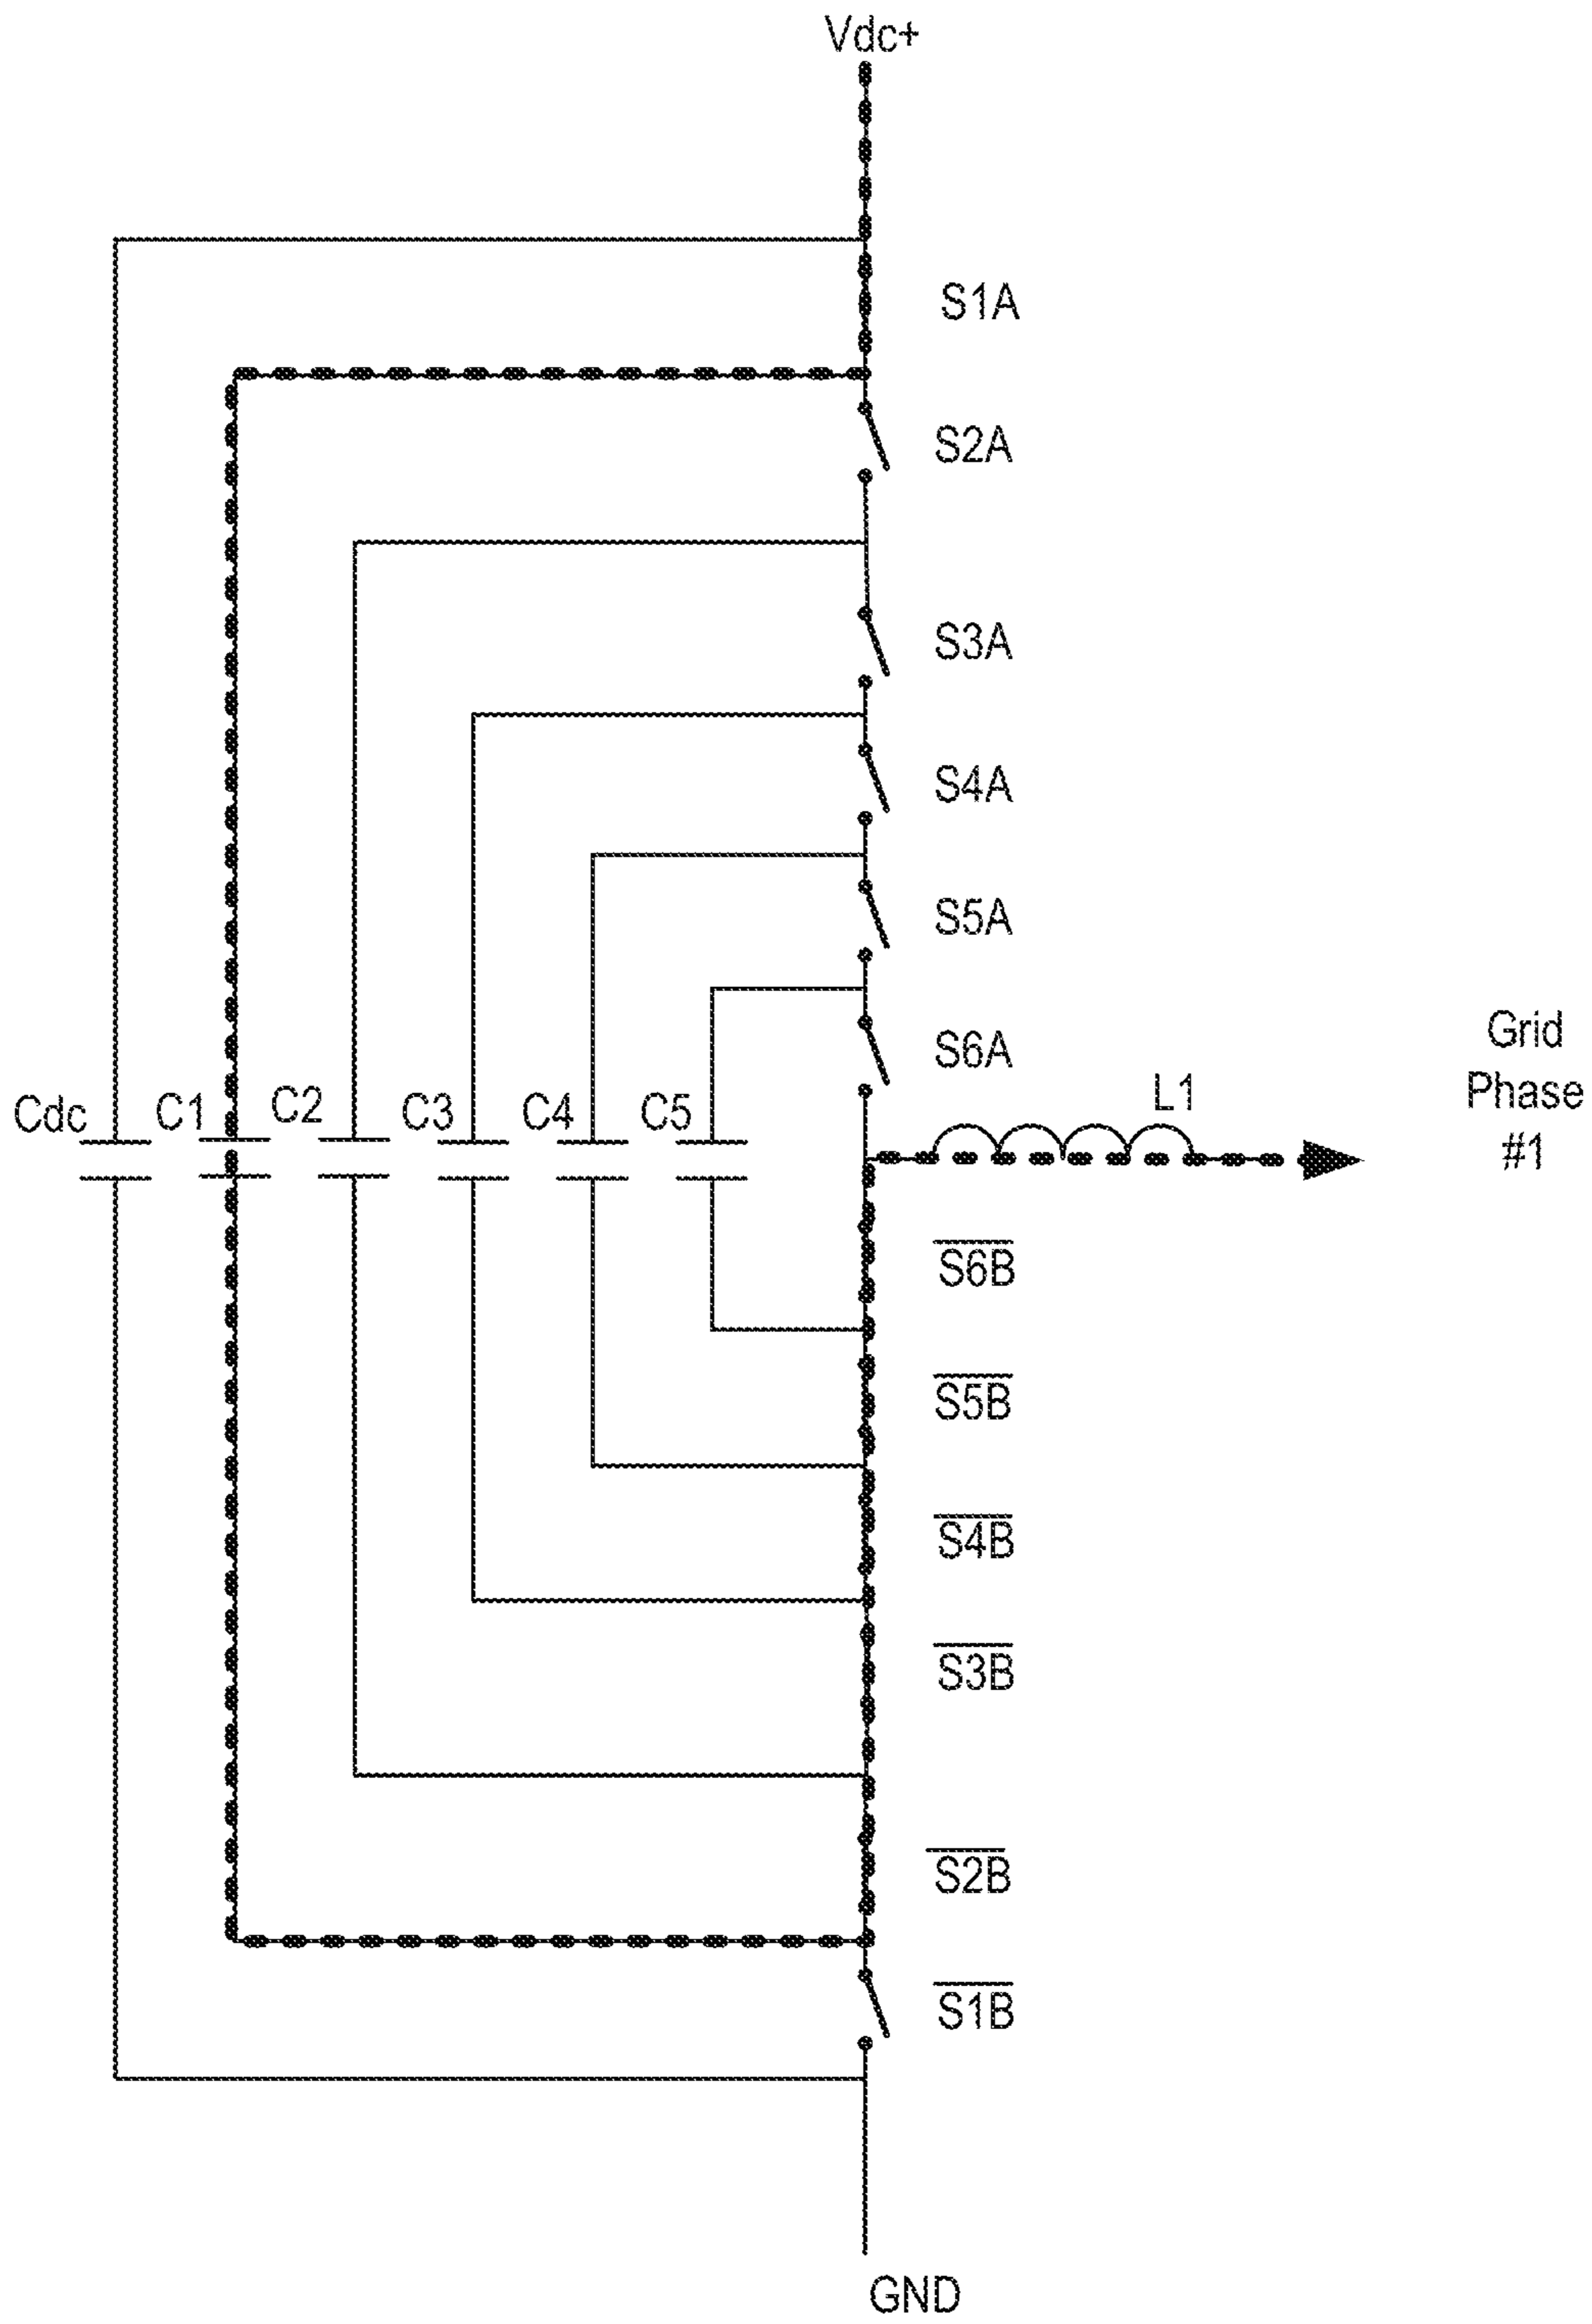 Vdc+
S1A
S2A
S3A
S4A
S5A
S6A
Grid
Phase
#1
L1
Cdc
C1
C2
C3
C4
C5
S6B
S5B
S4B
S3B
S2B
S1B
GND